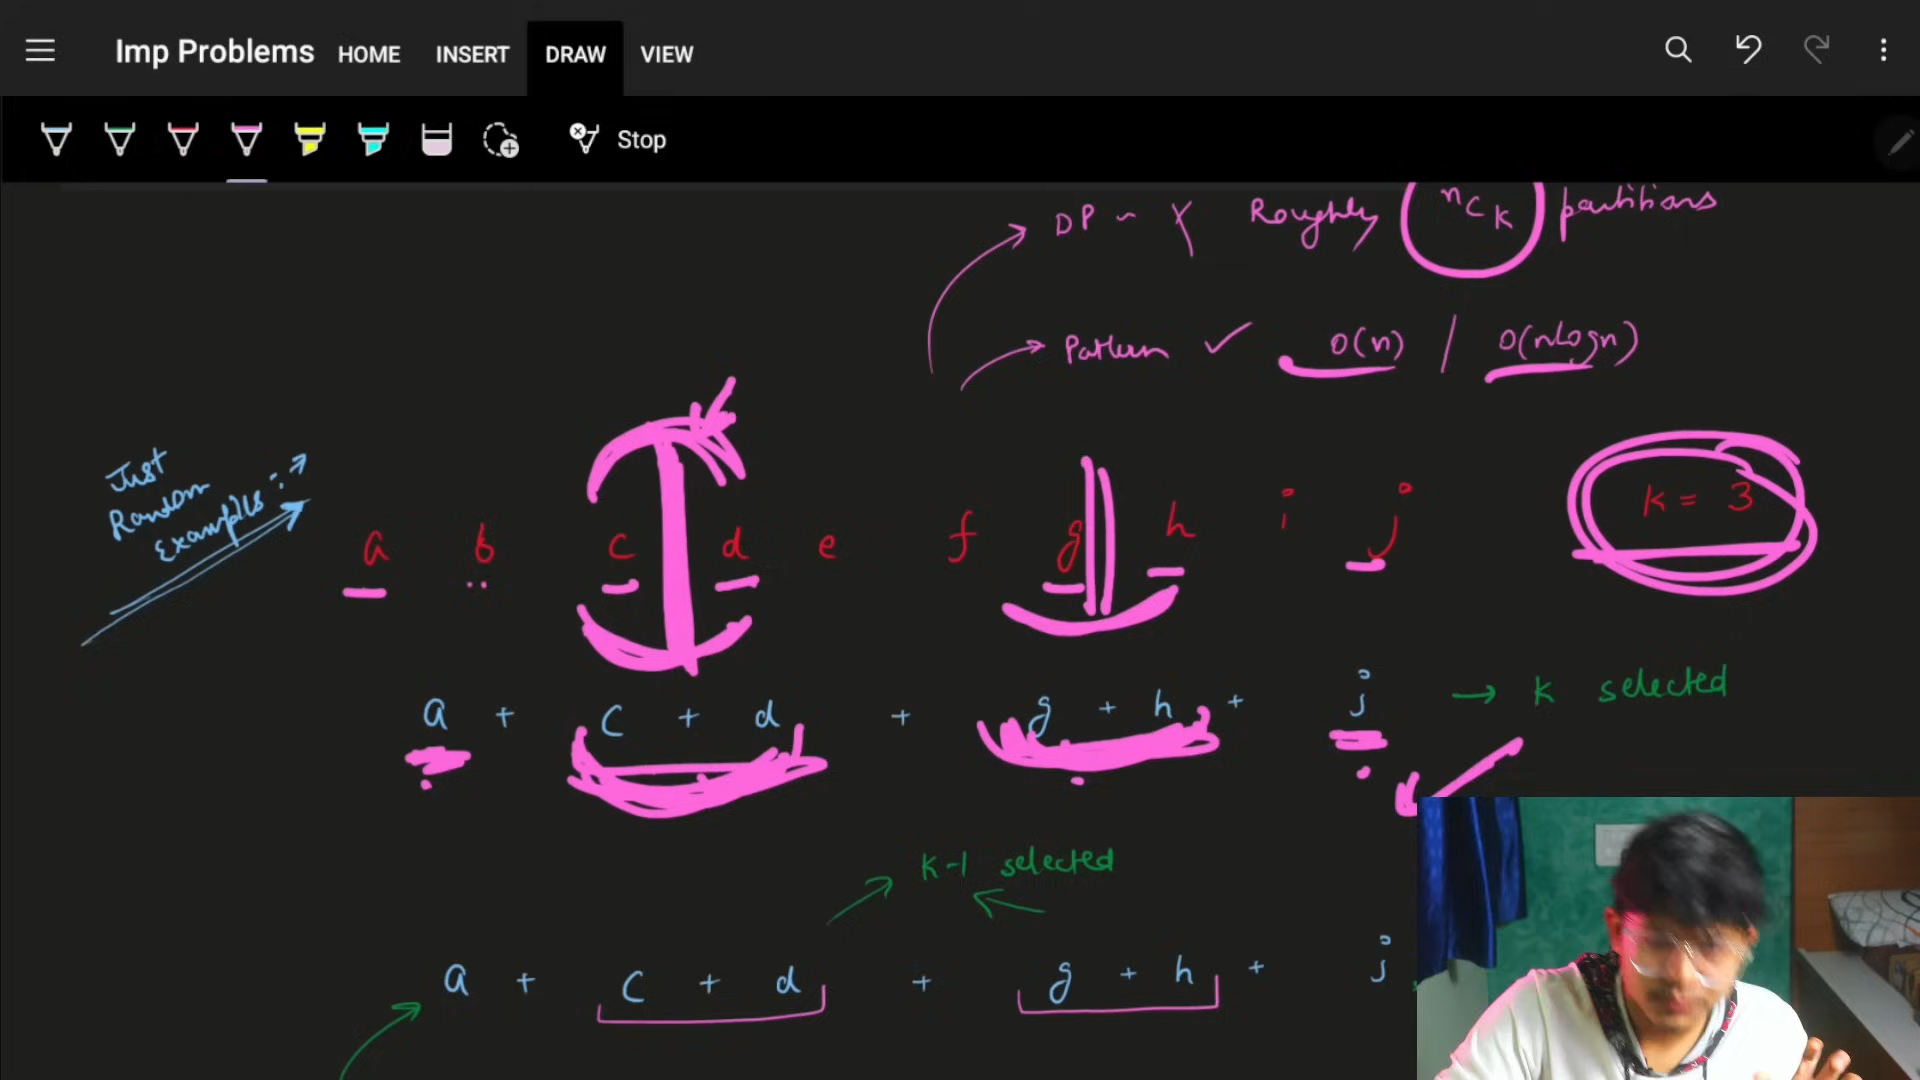 Imp Problems HOME INSERT DRAW VIEW
Stop
DP ~ X Roughly nCk partitions
Pattern ✓ O(n) / O(nlogn)
Just
Random
Examples :
a b c d e f g h i j k = 3
a + c + d + g + h + j → k selected
k-1 selected
a + c + d + g + h + j